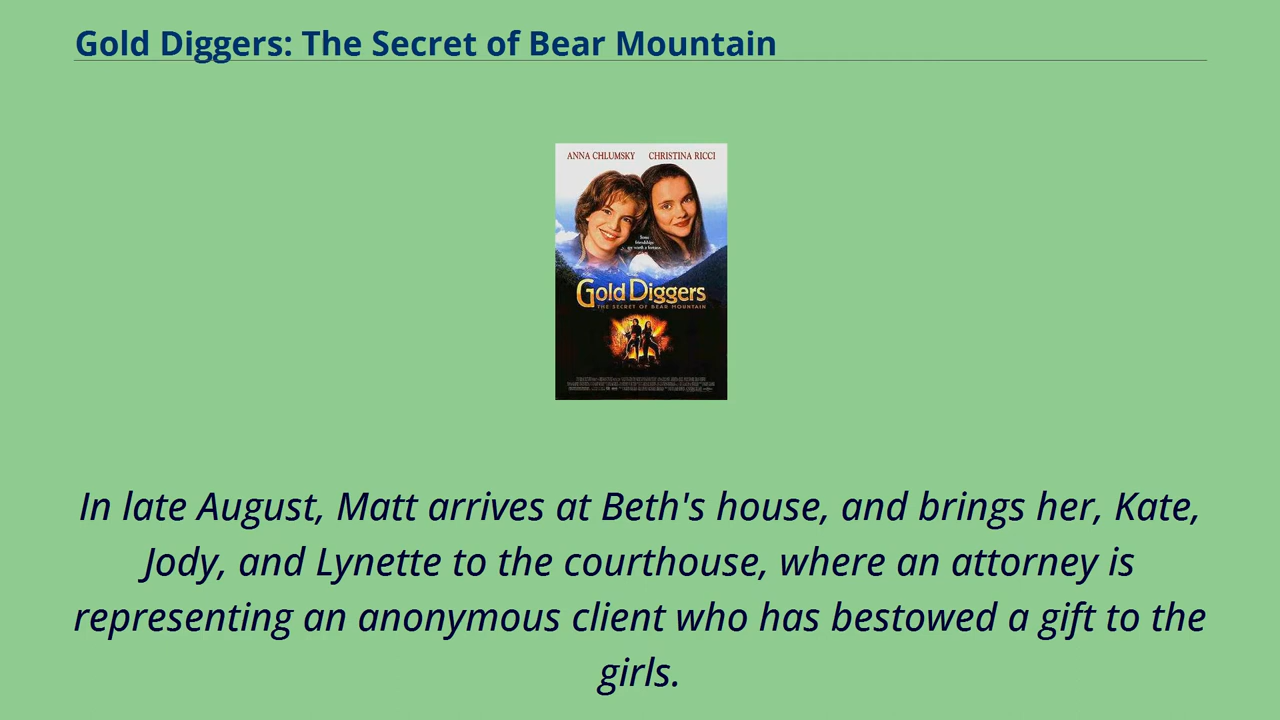 Gold Diggers: The Secret of Bear Mountain
ANNA CHLUMSKY CHRISTINA RICCI
Gold Diggers
THE SECRET OF BEAR MOUNTAIN
In late August, Matt arrives at Beth's house, and brings her, Kate,
Jody, and Lynette to the courthouse, where an attorney is
representing an anonymous client who has bestowed a gift to the
girls.